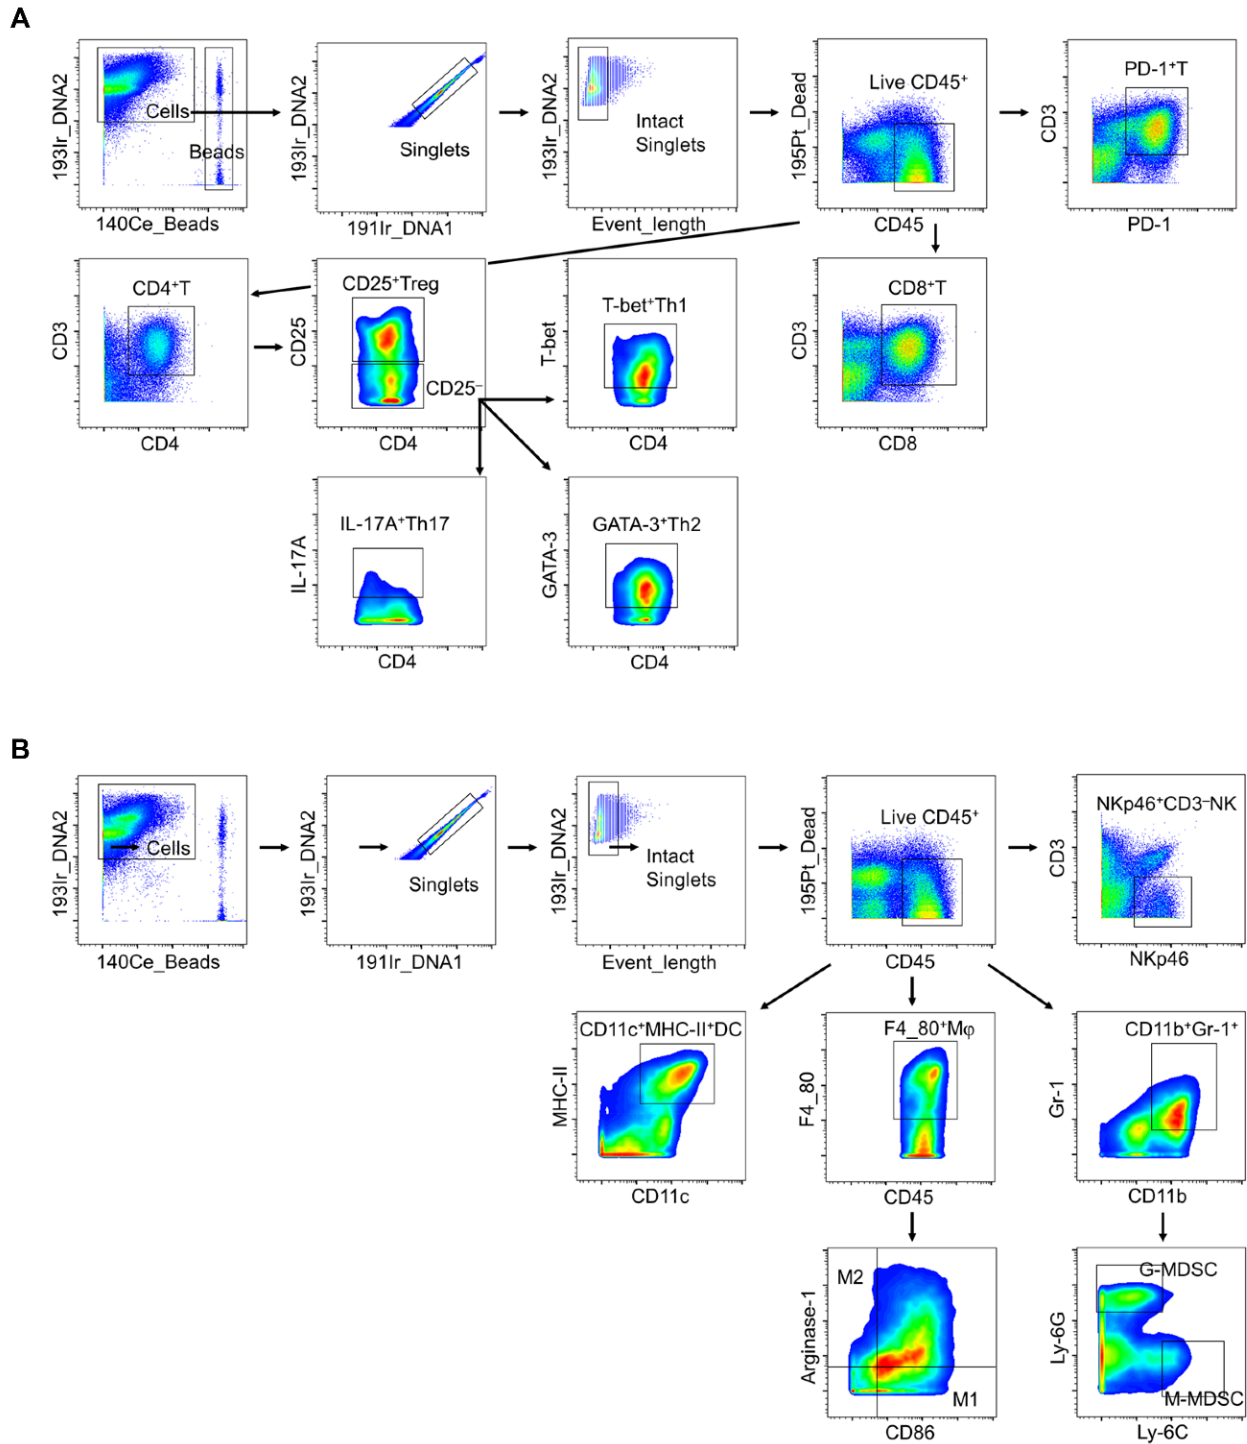 A
193Ir_DNA2
Cells
Beads
140Ce_Beads
193Ir_DNA2
Singlets
191Ir_DNA1
193Ir_DNA2
Intact
Singlets
Event_length
195Pt_Dead
Live CD45⁺
CD45
CD3
PD-1⁺T
PD-1
CD3
CD4⁺T
CD4
CD25
CD25⁺Treg
CD25⁻
CD4
T-bet
T-bet⁺Th1
CD4
CD3
CD8⁺T
CD8
IL-17A
IL-17A⁺Th17
CD4
GATA-3
GATA-3⁺Th2
CD4
B
193Ir_DNA2
Cells
140Ce_Beads
193Ir_DNA2
Singlets
191Ir_DNA1
193Ir_DNA2
Intact
Singlets
Event_length
195Pt_Dead
Live CD45⁺
CD45
CD3
NKp46⁺CD3⁻NK
NKp46
MHC-II
CD11c⁺MHC-II⁺DC
CD11c
F4_80
F4_80⁺Mφ
CD45
Gr-1
CD11b⁺Gr-1⁺
CD11b
Arginase-1
M2
M1
CD86
Ly-6G
G-MDSC
M-MDSC
Ly-6C